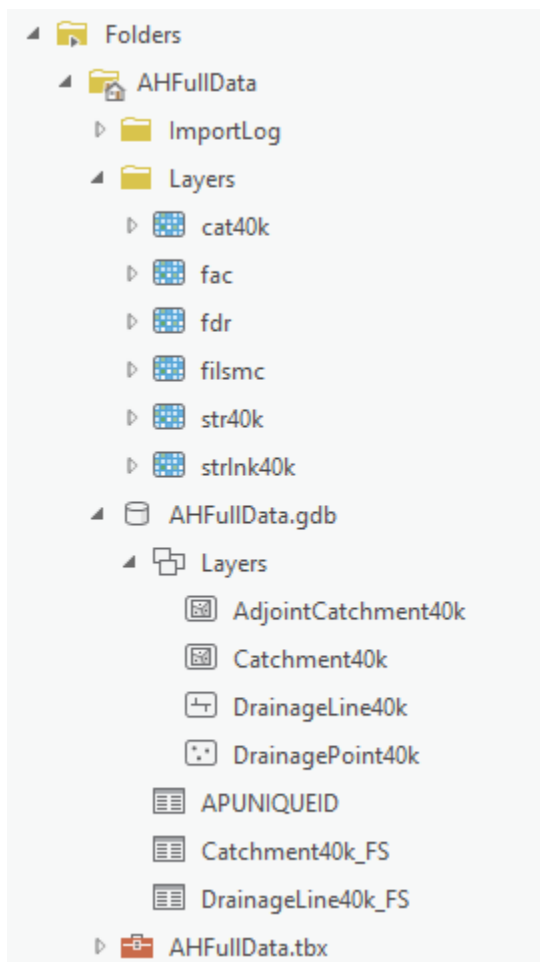 Folders
AHFullData
ImportLog
Layers
cat40k
fac
fdr
filsmc
str40k
strlnk40k
AHFullData.gdb
Layers
AdjointCatchment40k
Catchment40k
DrainageLine40k
DrainagePoint40k
APUNIQUEID
Catchment40k_FS
DrainageLine40k_FS
AHFullData.tbx